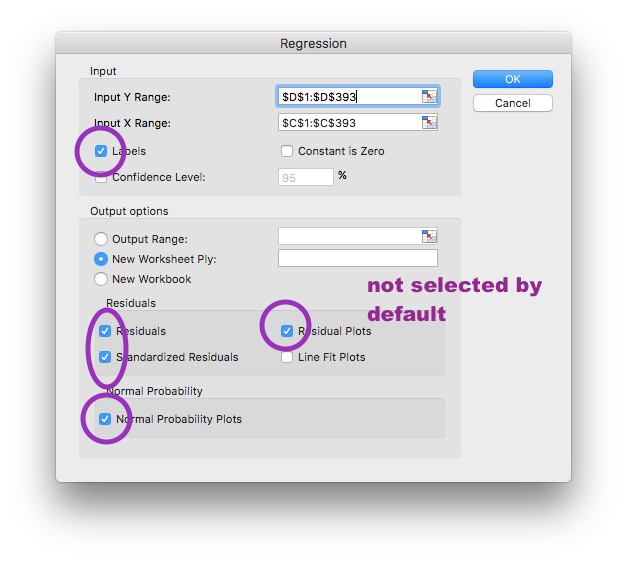 Regression
Input
OK
Input Y Range: $D$1:$D$393
Cancel
Input X Range: $C$1:$C$393
Labels Constant is Zero
Confidence Level: 95 %
Output options
Output Range:
New Worksheet Ply:
New Workbook
not selected by
default
Residuals
Residuals Residual Plots
Standardized Residuals Line Fit Plots
Normal Probability
Normal Probability Plots